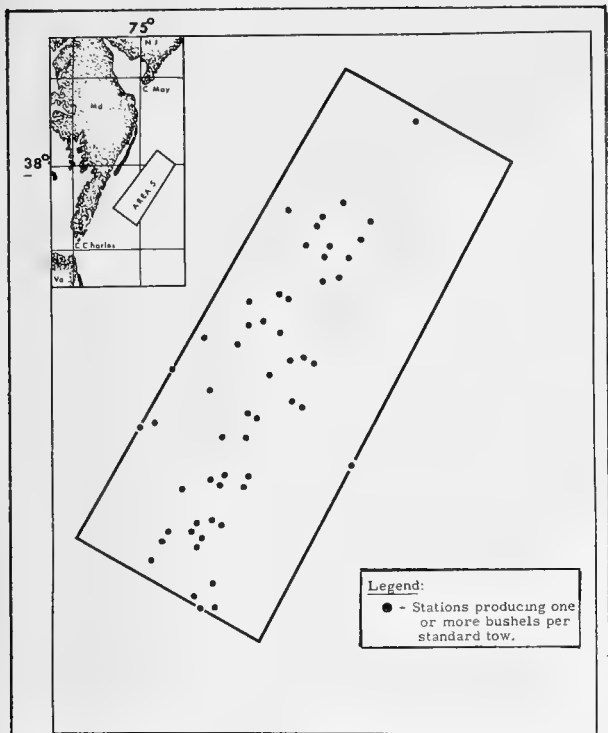 75°
N J
C May
Md
38°
AREA 5
C Charles
Va
Legend:
● - Stations producing one
or more bushels per
standard tow.